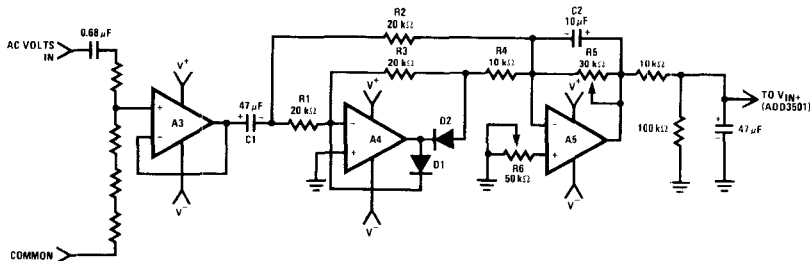 AC VOLTS
IN
0.68 μF
V+
+
−
A3
V−
COMMON
+
47 μF
−
C1
R1
20 kΩ
R2
20 kΩ
R3
20 kΩ
V+
−
+
A4
V−
D2
D1
R4
10 kΩ
C2
10 μF
−
+
R5
30 kΩ
V+
−
+
A5
V−
R6
50 kΩ
10 kΩ
100 kΩ
+
47 μF
TO VIN+
(ADD3501)